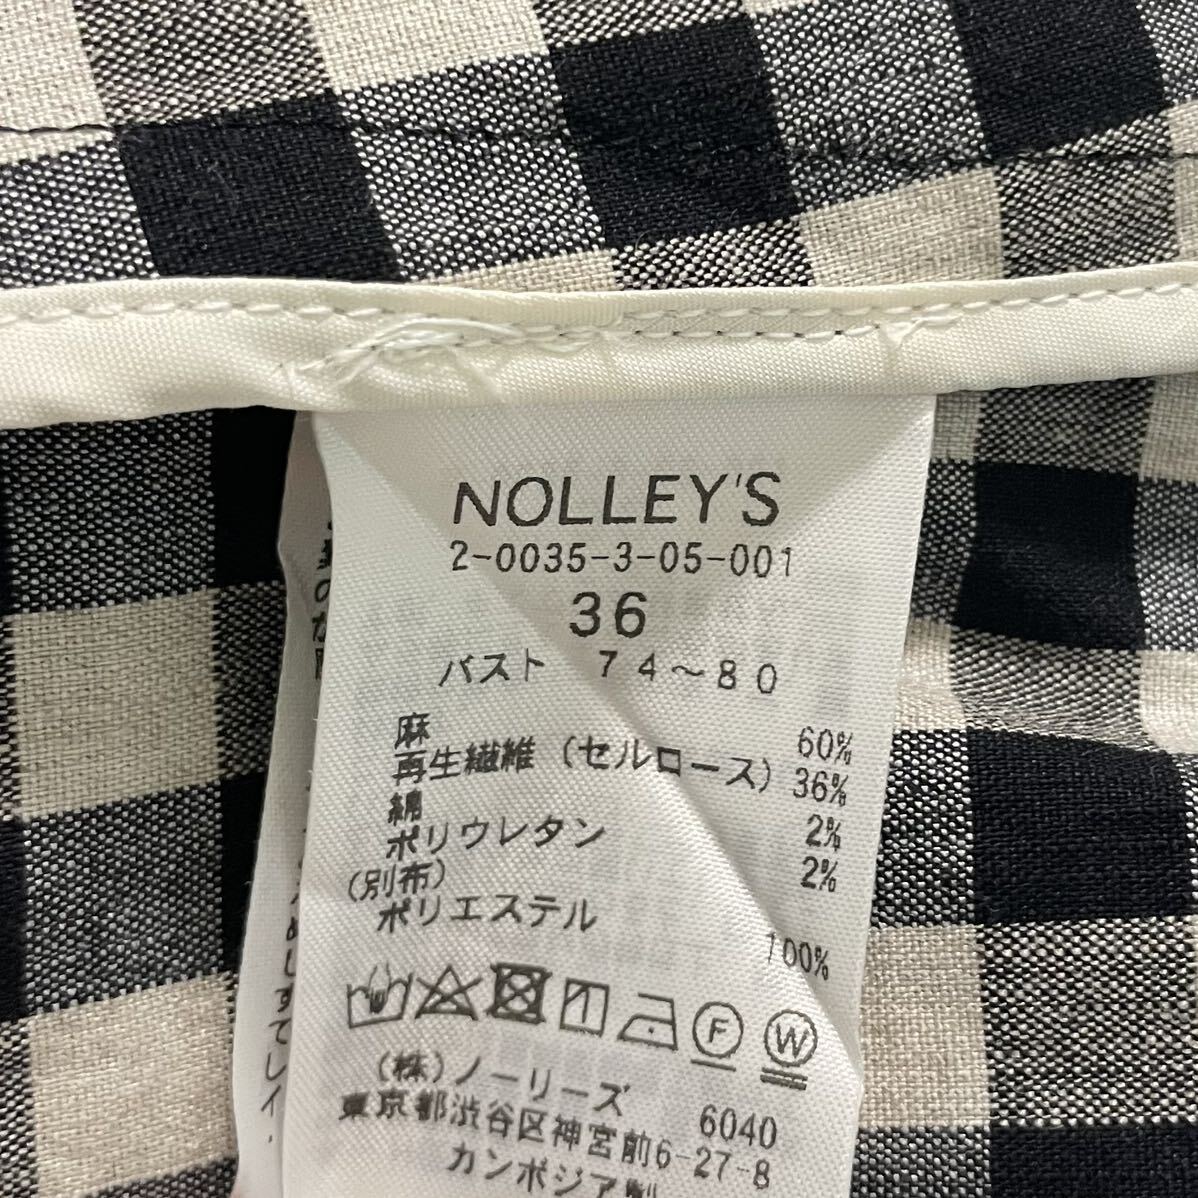 NOLLEY'S
2-0035-3-05-001
36
バスト 74～80
麻 60%
再生繊維(セルロース) 36%
綿 2%
ポリウレタン 2%
(別布)
ポリエステル 100%
F W
(株)ノーリーズ 6040
東京都渋谷区神宮前6-27-8
カンボジア製